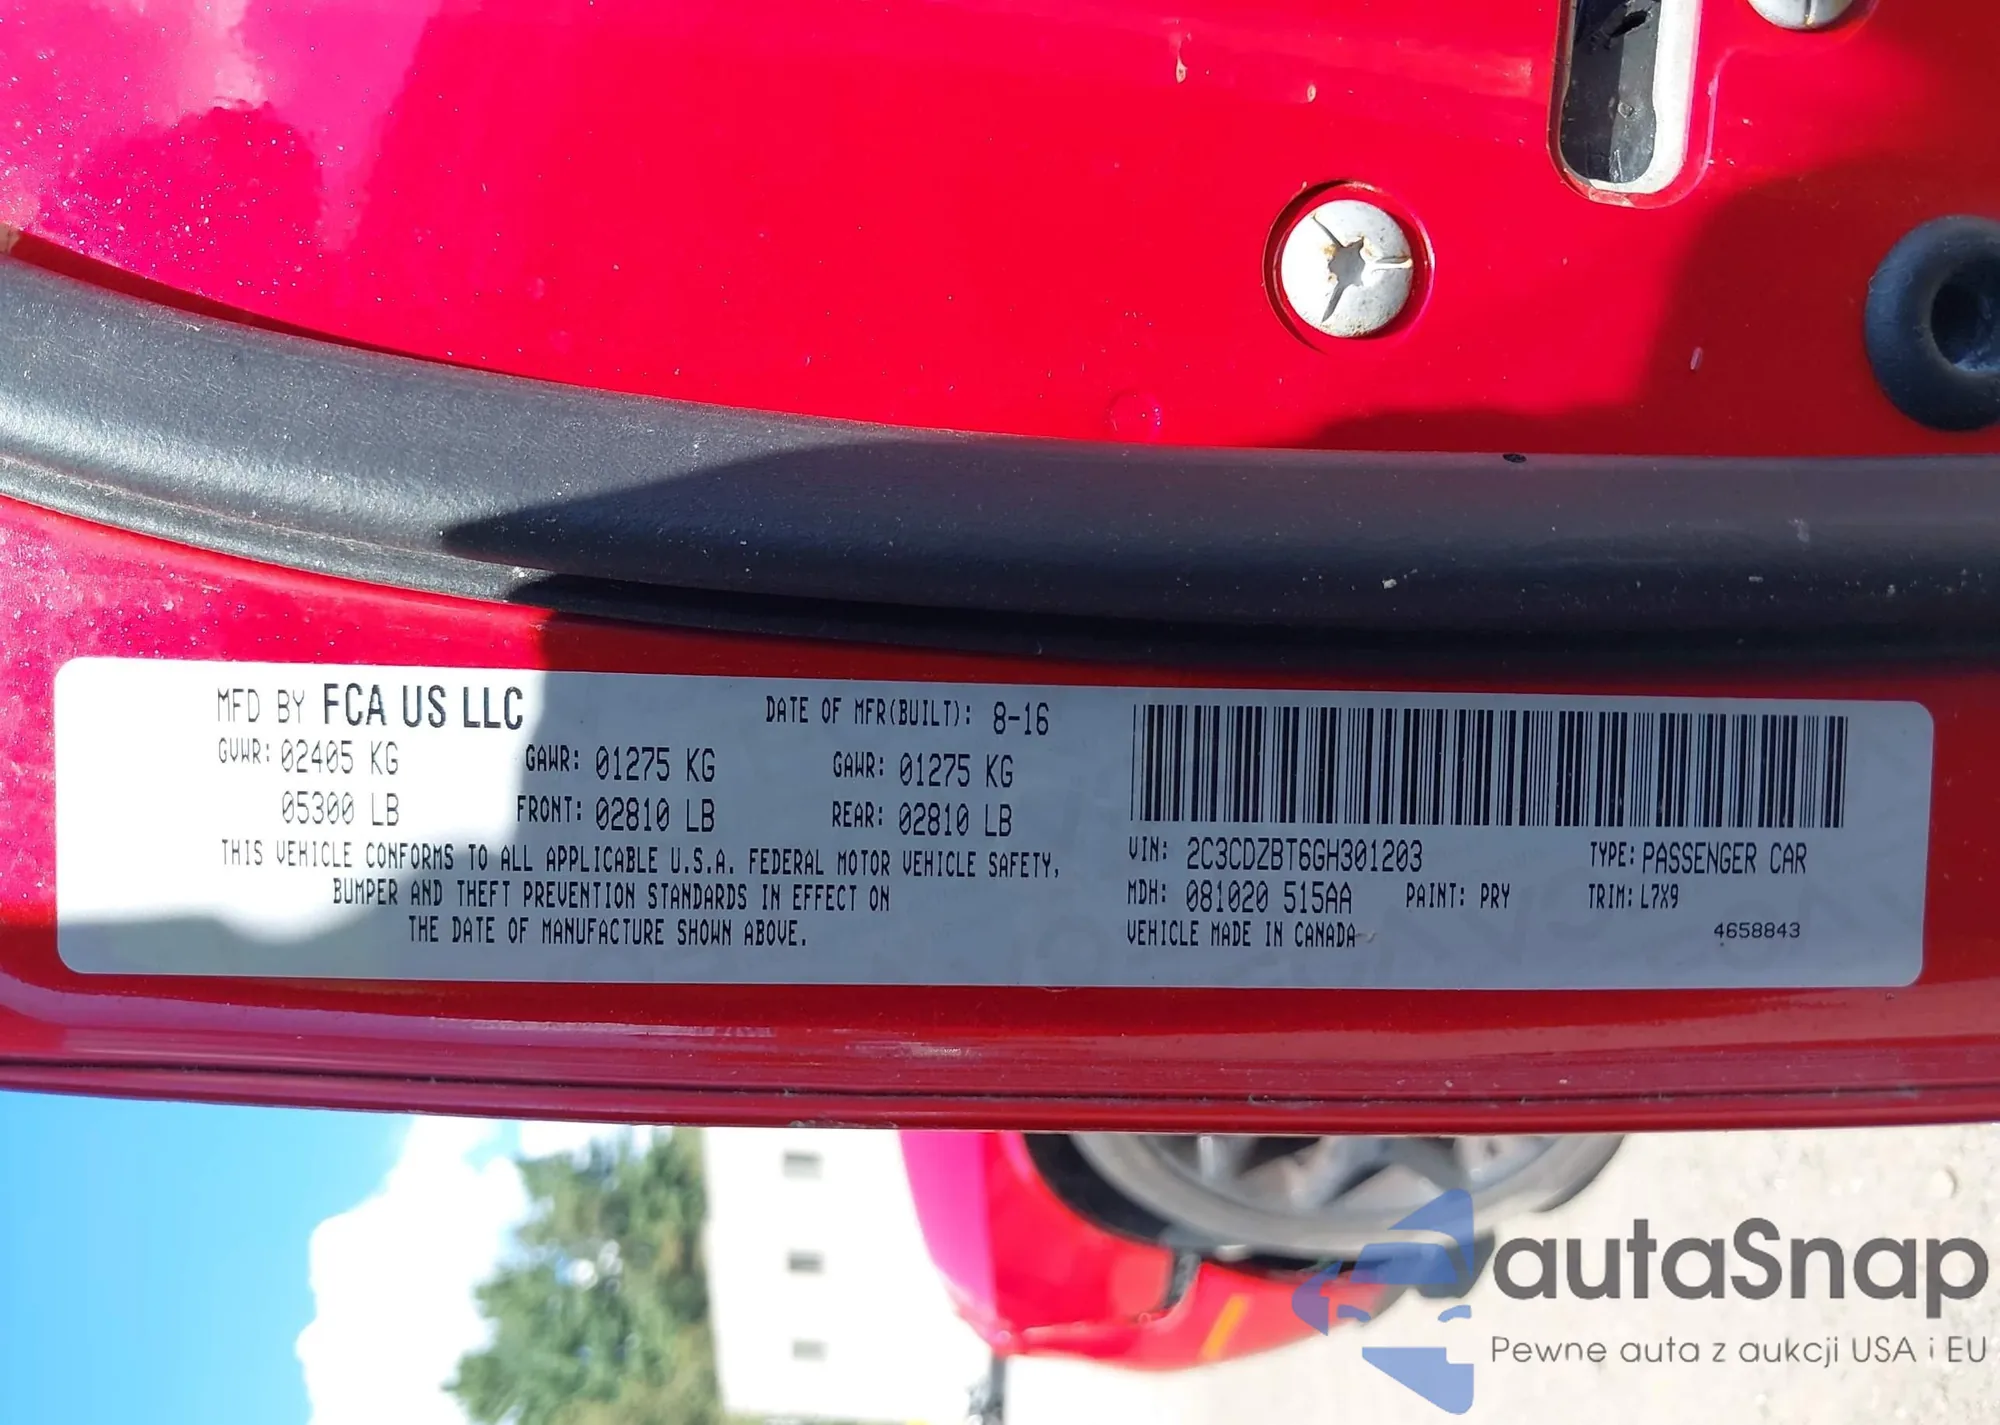 MFD BY FCA US LLC DATE OF MFR(BUILT): 8-16
GVWR: 02405 KG GAWR: 01275 KG GAWR: 01275 KG
05300 LB FRONT: 02810 LB REAR: 02810 LB
THIS VEHICLE CONFORMS TO ALL APPLICABLE U.S.A. FEDERAL MOTOR VEHICLE SAFETY,
BUMPER AND THEFT PREVENTION STANDARDS IN EFFECT ON
THE DATE OF MANUFACTURE SHOWN ABOVE.
VIN: 2C3CDZBT6GH301203 TYPE: PASSENGER CAR
MDH: 081020 515AA PAINT: PRY TRIM: L7X9
VEHICLE MADE IN CANADA 4658843
autaSnap
Pewne auta z aukcji USA i EU